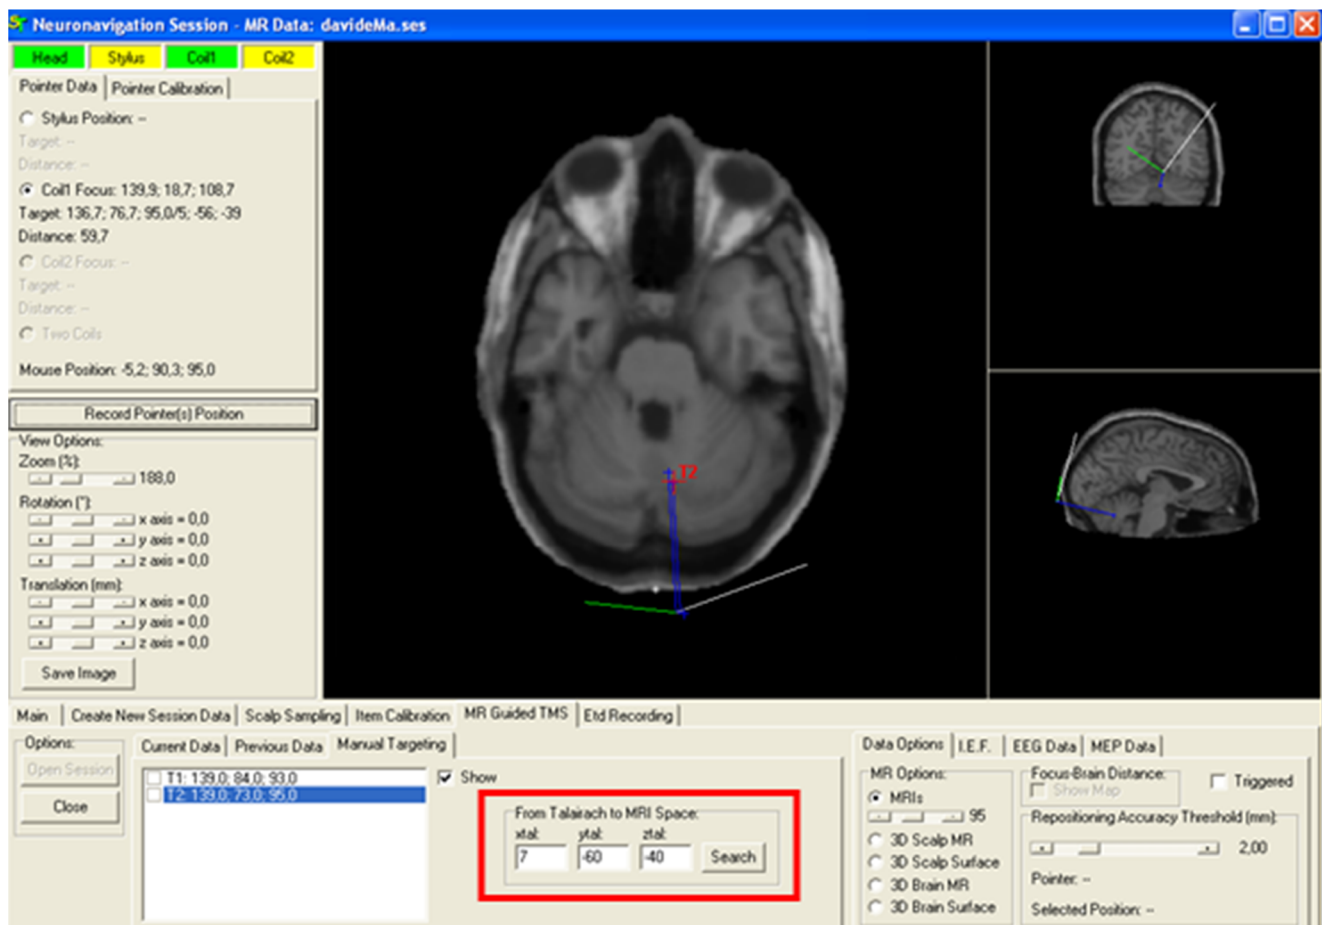 Neuronavigation Session - MR Data: davideMa.ses
Head Stylus Coil1 Coil2
Pointer Data Pointer Calibration
Stylus Position: --
Target: --
Distance: --
Coil1 Focus: 139,9; 18,7; 108,7
Target: 136,7; 76,7; 95,0/5; -56; -39
Distance: 59,7
Coil2 Focus: --
Target: --
Distance: --
Two Coils
Mouse Position: -5,2; 90,3; 95,0
Record Pointer(s) Position
View Options:
Zoom (%):
188,0
Rotation (°):
x axis = 0,0
y axis = 0,0
z axis = 0,0
Translation (mm):
x axis = 0,0
y axis = 0,0
z axis = 0,0
Save Image
T2
Main Create New Session Data Scalp Sampling Item Calibration MR Guided TMS Etd Recording
Options:
Open Session
Close
Current Data Previous Data Manual Targeting
T1: 139,0; 84,0; 93,0
T2: 139,0; 73,0; 95,0
Show
From Talairach to MRI Space:
xtal: ytal: ztal:
7 -60 -40 Search
Data Options I.E.F. EEG Data MEP Data
MR Options:
MRIs
95
3D Scalp MR
3D Scalp Surface
3D Brain MR
3D Brain Surface
Focus-Brain Distance:
Show Map
Triggered
Repositioning Accuracy Threshold (mm):
2,00
Pointer: --
Selected Position: --